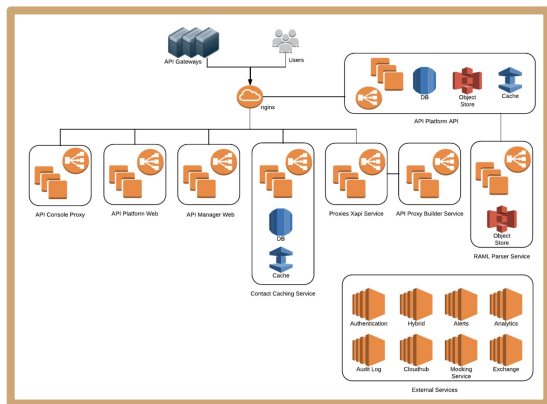 API Gateways
Users
nginx
DB
Object
Store
Cache
API Platform API
API Console Proxy
API Platform Web
API Manager Web
DB
Cache
Contact Caching Service
Proxies Xapi Service
API Proxy Builder Service
Object
Store
RAML Parser Service
Authentication
Hybrid
Alerts
Analytics
Audit Log
Cloudhub
Mocking
Service
Exchange
External Services